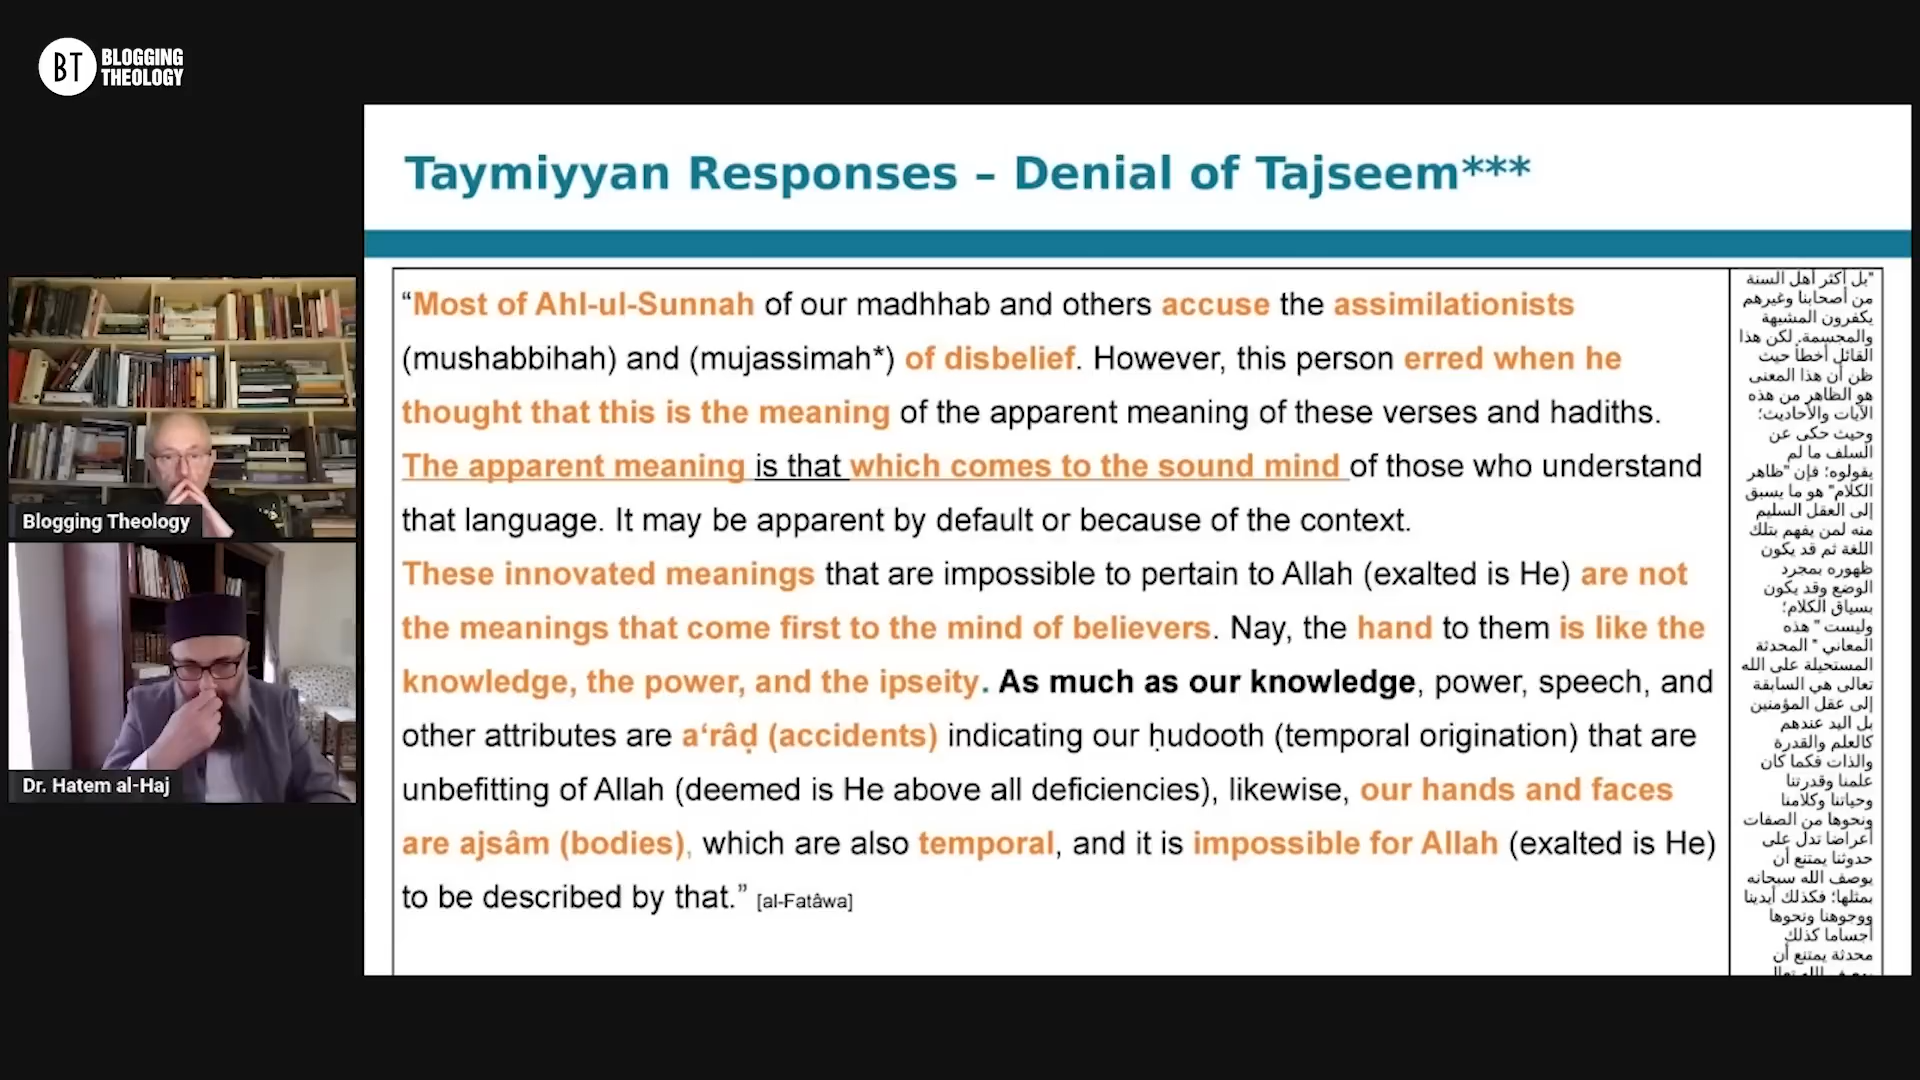 BT BLOGGING
THEOLOGY
Taymiyyan Responses – Denial of Tajseem***
“Most of Ahl-ul-Sunnah of our madhhab and others accuse the assimilationists
(mushabbihah) and (mujassimah*) of disbelief. However, this person erred when he
thought that this is the meaning of the apparent meaning of these verses and hadiths.
The apparent meaning is that which comes to the sound mind of those who understand
that language. It may be apparent by default or because of the context.
These innovated meanings that are impossible to pertain to Allah (exalted is He) are not
the meanings that come first to the mind of believers. Nay, the hand to them is like the
knowledge, the power, and the ipseity. As much as our knowledge, power, speech, and
other attributes are a‘râḍ (accidents) indicating our ḥudooth (temporal origination) that are
unbefitting of Allah (deemed is He above all deficiencies), likewise, our hands and faces
are ajsâm (bodies), which are also temporal, and it is impossible for Allah (exalted is He)
to be described by that.” [al-Fatâwa]
"بل أكثر أهل السنة
من أصحابنا وغيرهم
يكفرون المشبهة
والمجسمة. لكن هذا
القائل أخطأ حيث
ظن أن هذا المعنى
هو الظاهر من هذه
الآيات والأحاديث؛
وحيث حكى عن
السلف ما لم
يقولوه؛ فإن "ظاهر
الكلام" هو ما يسبق
إلى العقل السليم
منه لمن يفهم بتلك
اللغة ثم قد يكون
ظهوره بمجرد
الوضع وقد يكون
بسياق الكلام؛
وليست " هذه
المعاني " المحدثة
المستحيلة على الله
تعالى هي السابقة
إلى عقل المؤمنين
بل اليد عندهم
كالعلم والقدرة
والذات فكما كان
علمنا وقدرتنا
وحياتنا وكلامنا
ونحوها من الصفات
أعراضا تدل على
حدوثنا يمتنع أن
يوصف الله سبحانه
بمثلها؛ فكذلك أيدينا
ووجوهنا ونحوها
أجساما كذلك
محدثة يمتنع أن
Blogging Theology
Dr. Hatem al-Haj